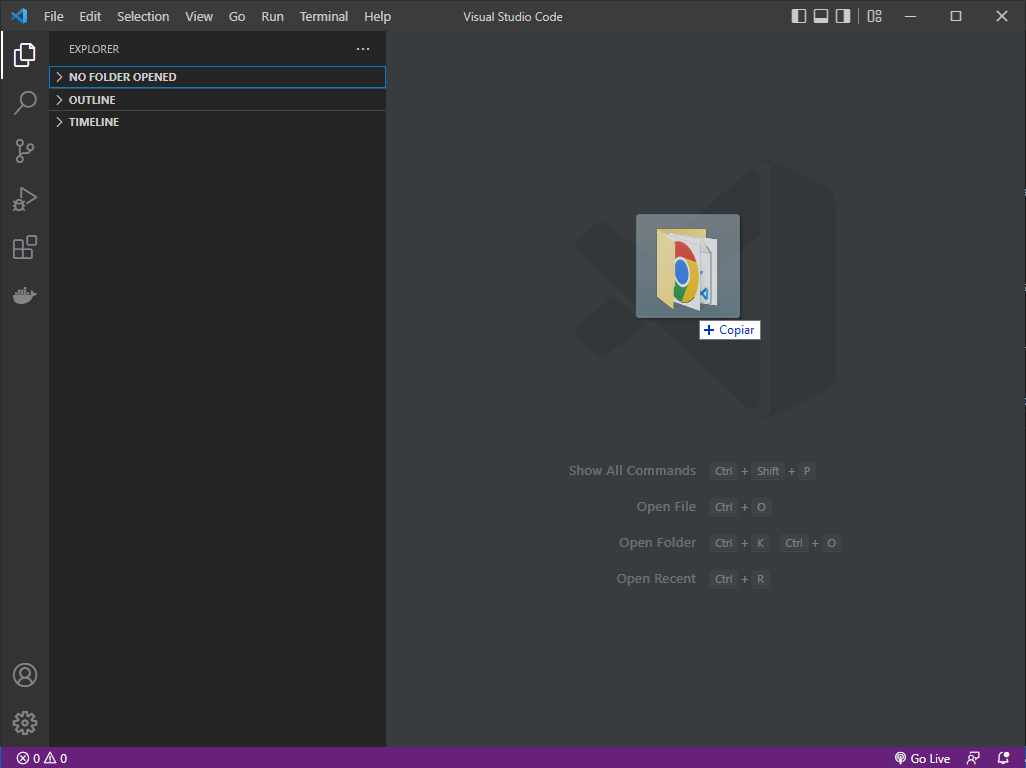 File Edit Selection View Go Run Terminal Help Visual Studio Code
EXPLORER
NO FOLDER OPENED
OUTLINE
TIMELINE
+ Copiar
Show All Commands Ctrl + Shift + P
Open File Ctrl + O
Open Folder Ctrl + K Ctrl + O
Open Recent Ctrl + R
0 0 Go Live